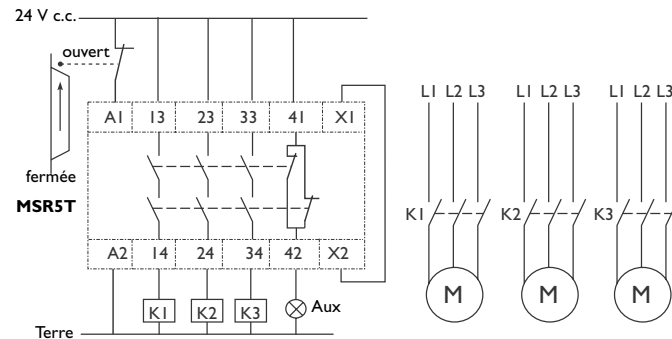 24 V c.c.
ouvert
A1 13 23 33 41 X1
fermée
MSR5T
A2 14 24 34 42 X2
K1 K2 K3 Aux
Terre
L1 L2 L3 L1 L2 L3 L1 L2 L3
K1 K2 K3
M M M